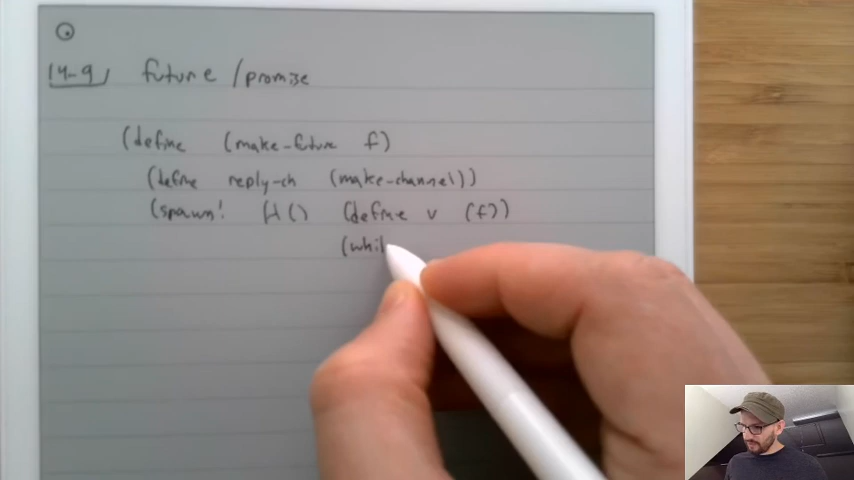 14-9/ future/promise
(define (make-future f)
(define reply-ch (make-channel))
(spawn! (λ () (define v (f))
(whil